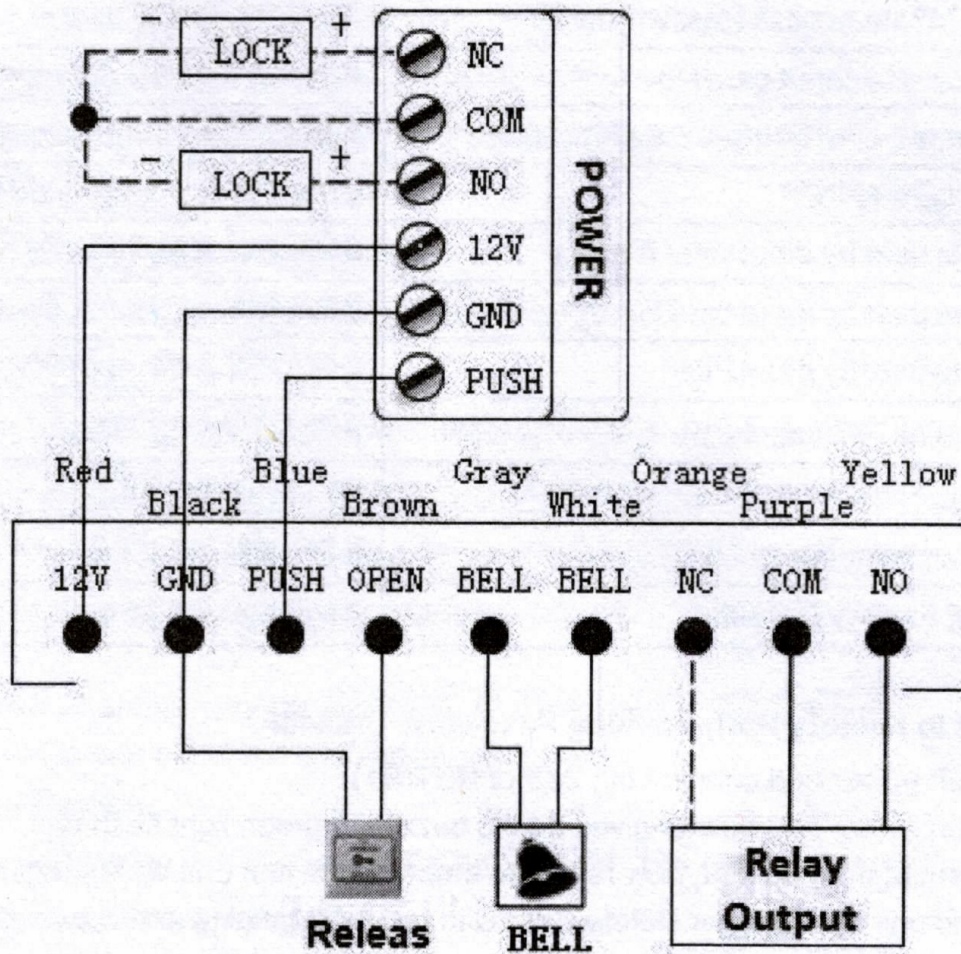 - LOCK + NC
COM
- LOCK + NO
12V
GND
PUSH
POWER
Red Blue Gray Orange Yellow
Black Brown White Purple
12V GND PUSH OPEN BELL BELL NC COM NO
Releas BELL
Relay
Output